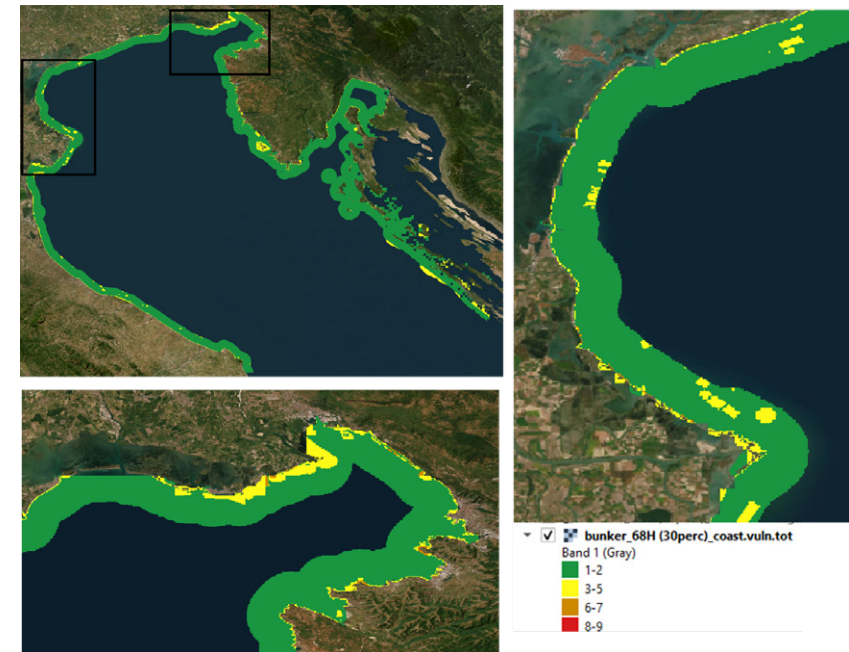 bunker_68H (30perc)_coast.vuln.tot
Band 1 (Gray)
1-2
3-5
6-7
8-9